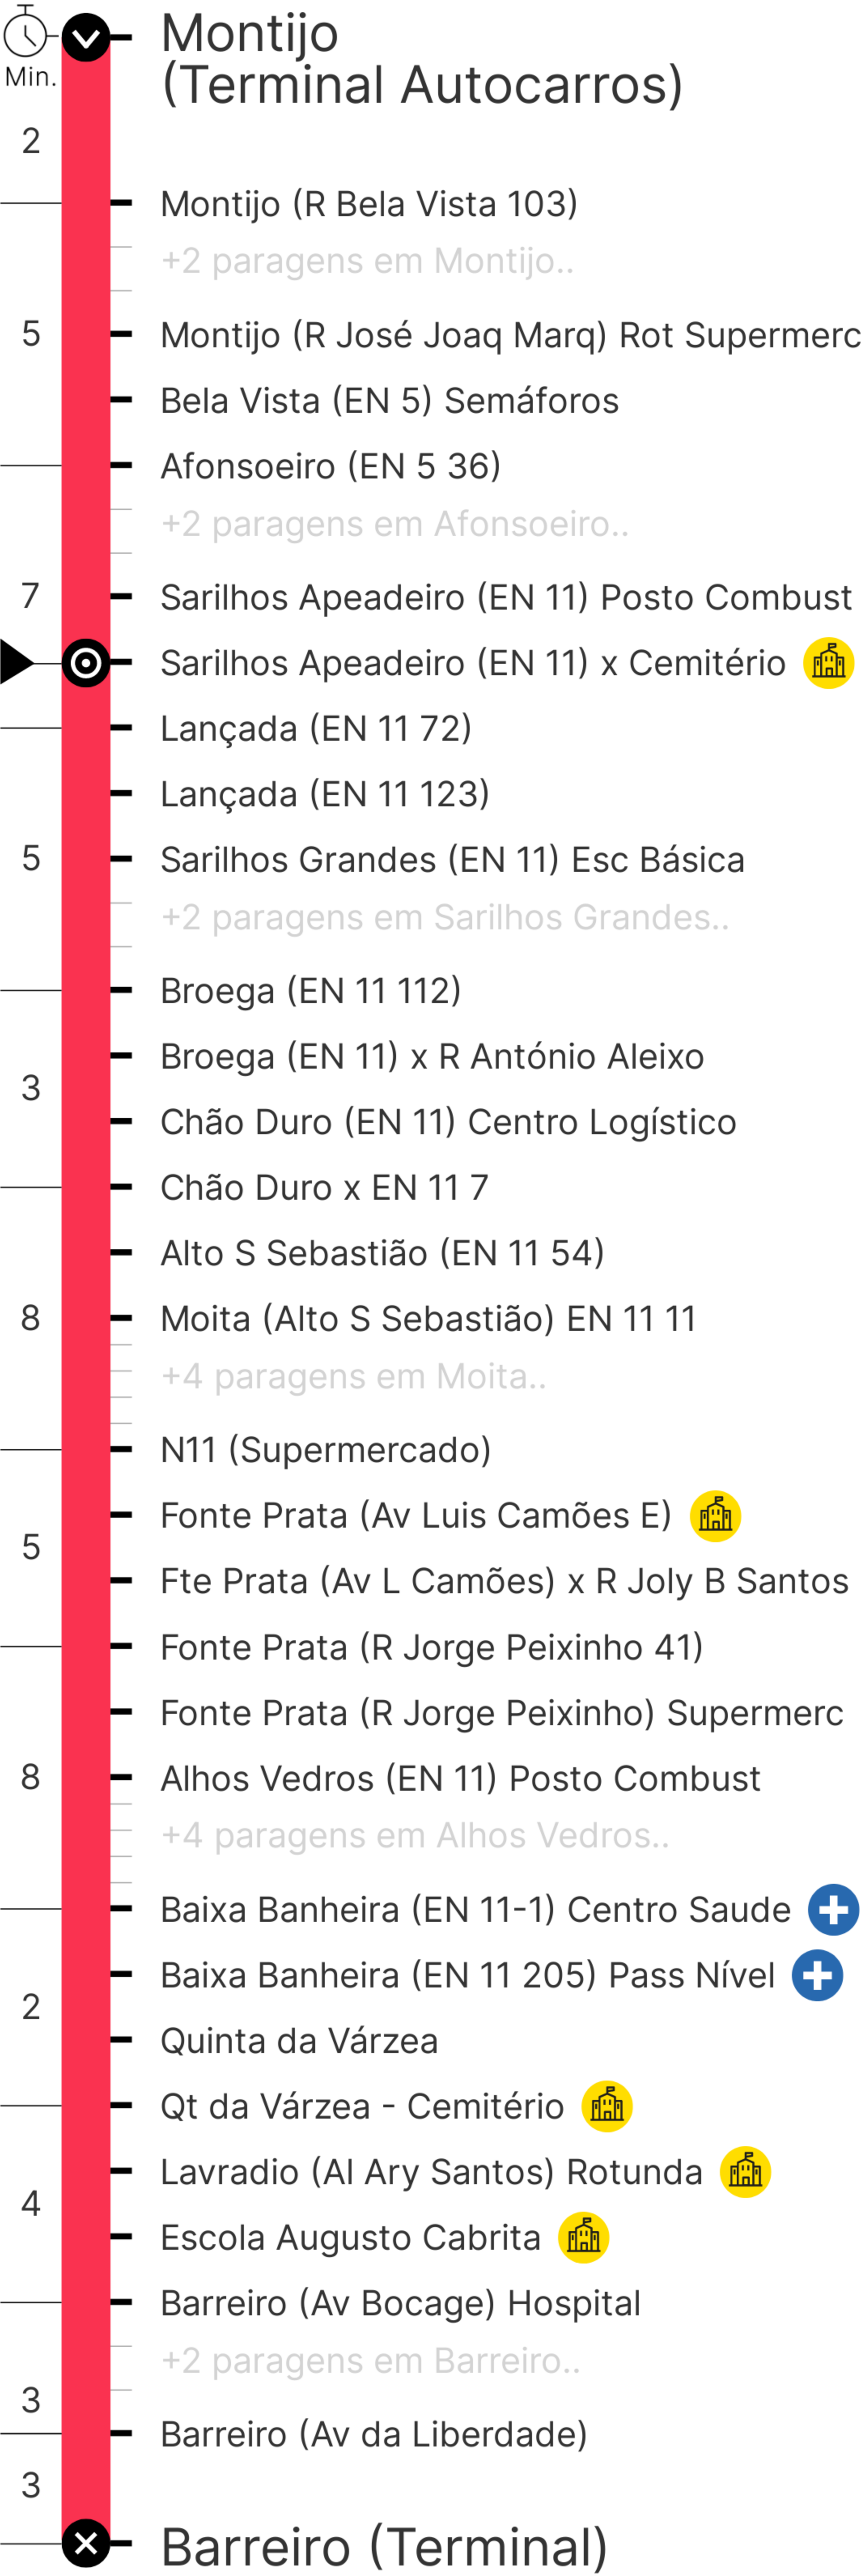 Min.
Montijo
(Terminal Autocarros)
2
Montijo (R Bela Vista 103)
+2 paragens em Montijo..
5
Montijo (R José Joaq Marq) Rot Supermerc
Bela Vista (EN 5) Semáforos
Afonsoeiro (EN 5 36)
+2 paragens em Afonsoeiro..
7
Sarilhos Apeadeiro (EN 11) Posto Combust
Sarilhos Apeadeiro (EN 11) x Cemitério
Lançada (EN 11 72)
Lançada (EN 11 123)
5
Sarilhos Grandes (EN 11) Esc Básica
+2 paragens em Sarilhos Grandes..
Broega (EN 11 112)
Broega (EN 11) x R António Aleixo
3
Chão Duro (EN 11) Centro Logístico
Chão Duro x EN 11 7
Alto S Sebastião (EN 11 54)
8
Moita (Alto S Sebastião) EN 11 11
+4 paragens em Moita..
N11 (Supermercado)
Fonte Prata (Av Luis Camões E)
5
Fte Prata (Av L Camões) x R Joly B Santos
Fonte Prata (R Jorge Peixinho 41)
Fonte Prata (R Jorge Peixinho) Supermerc
8
Alhos Vedros (EN 11) Posto Combust
+4 paragens em Alhos Vedros..
Baixa Banheira (EN 11-1) Centro Saude
Baixa Banheira (EN 11 205) Pass Nível
2
Quinta da Várzea
Qt da Várzea - Cemitério
Lavradio (Al Ary Santos) Rotunda
4
Escola Augusto Cabrita
Barreiro (Av Bocage) Hospital
+2 paragens em Barreiro..
3
Barreiro (Av da Liberdade)
3
Barreiro (Terminal)